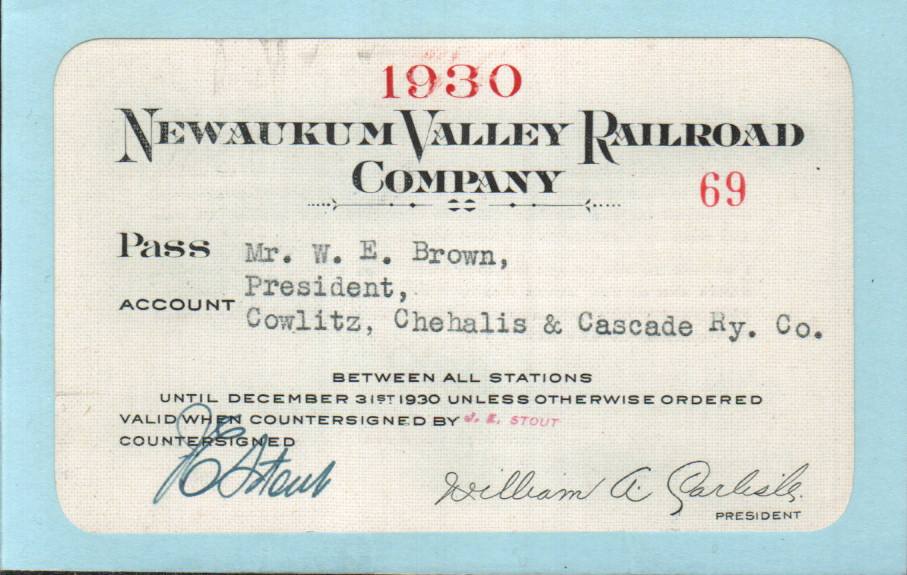 1930
NEWAUKUM VALLEY RAILROAD
COMPANY
69
Pass Mr. W. E. Brown,
President,
ACCOUNT
Cowlitz, Chehalis & Cascade Ry. Co.
BETWEEN ALL STATIONS
UNTIL DECEMBER 31ST 1930 UNLESS OTHERWISE ORDERED
VALID WHEN COUNTERSIGNED BY J. E. STOUT
COUNTERSIGNED
J E Stout
William A. Carlisle
PRESIDENT